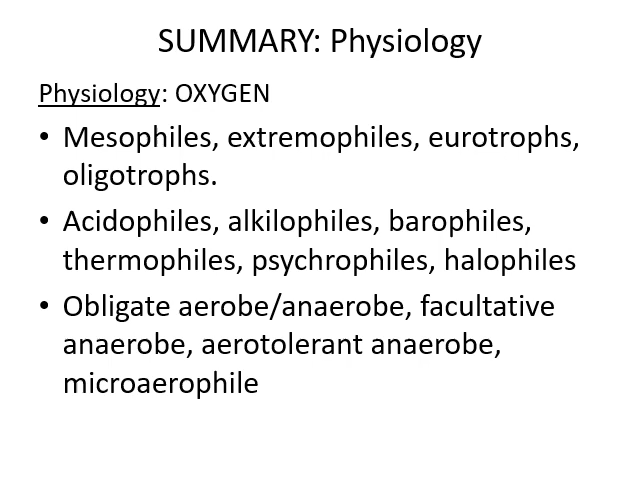 SUMMARY: Physiology
Physiology: OXYGEN
• Mesophiles, extremophiles, eurotrophs,
oligotrophs.
• Acidophiles, alkilophiles, barophiles,
thermophiles, psychrophiles, halophiles
• Obligate aerobe/anaerobe, facultative
anaerobe, aerotolerant anaerobe,
microaerophile